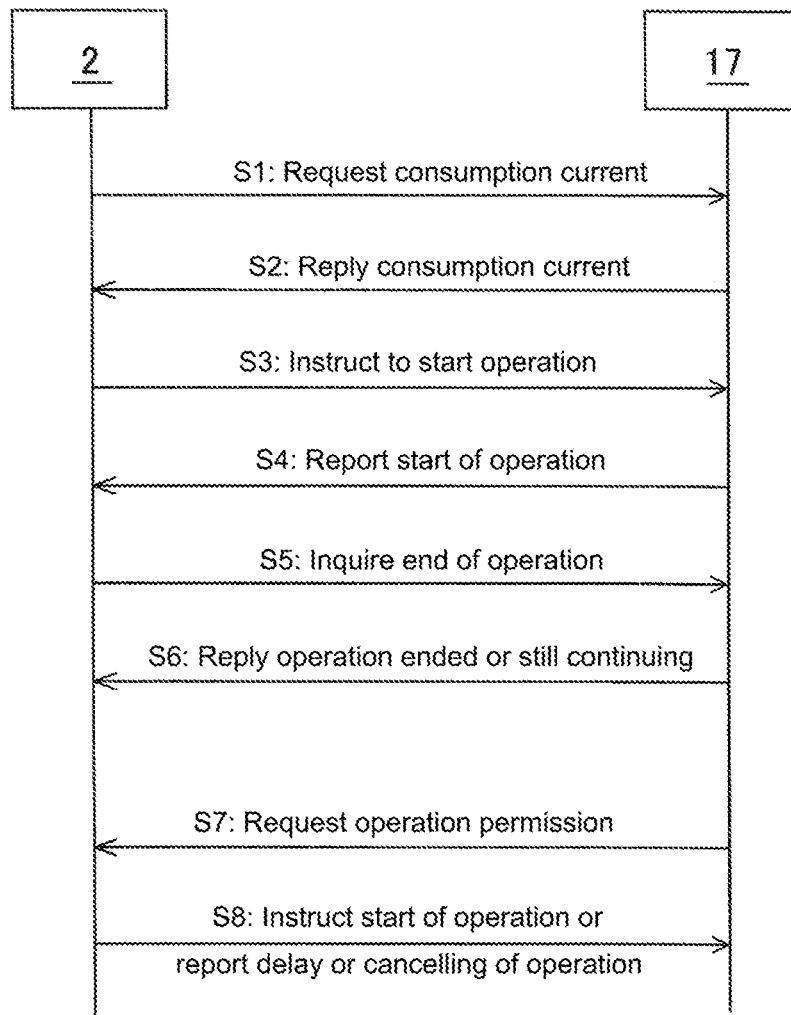 2
17
S1: Request consumption current
S2: Reply consumption current
S3: Instruct to start operation
S4: Report start of operation
S5: Inquire end of operation
S6: Reply operation ended or still continuing
S7: Request operation permission
S8: Instruct start of operation or
report delay or cancelling of operation